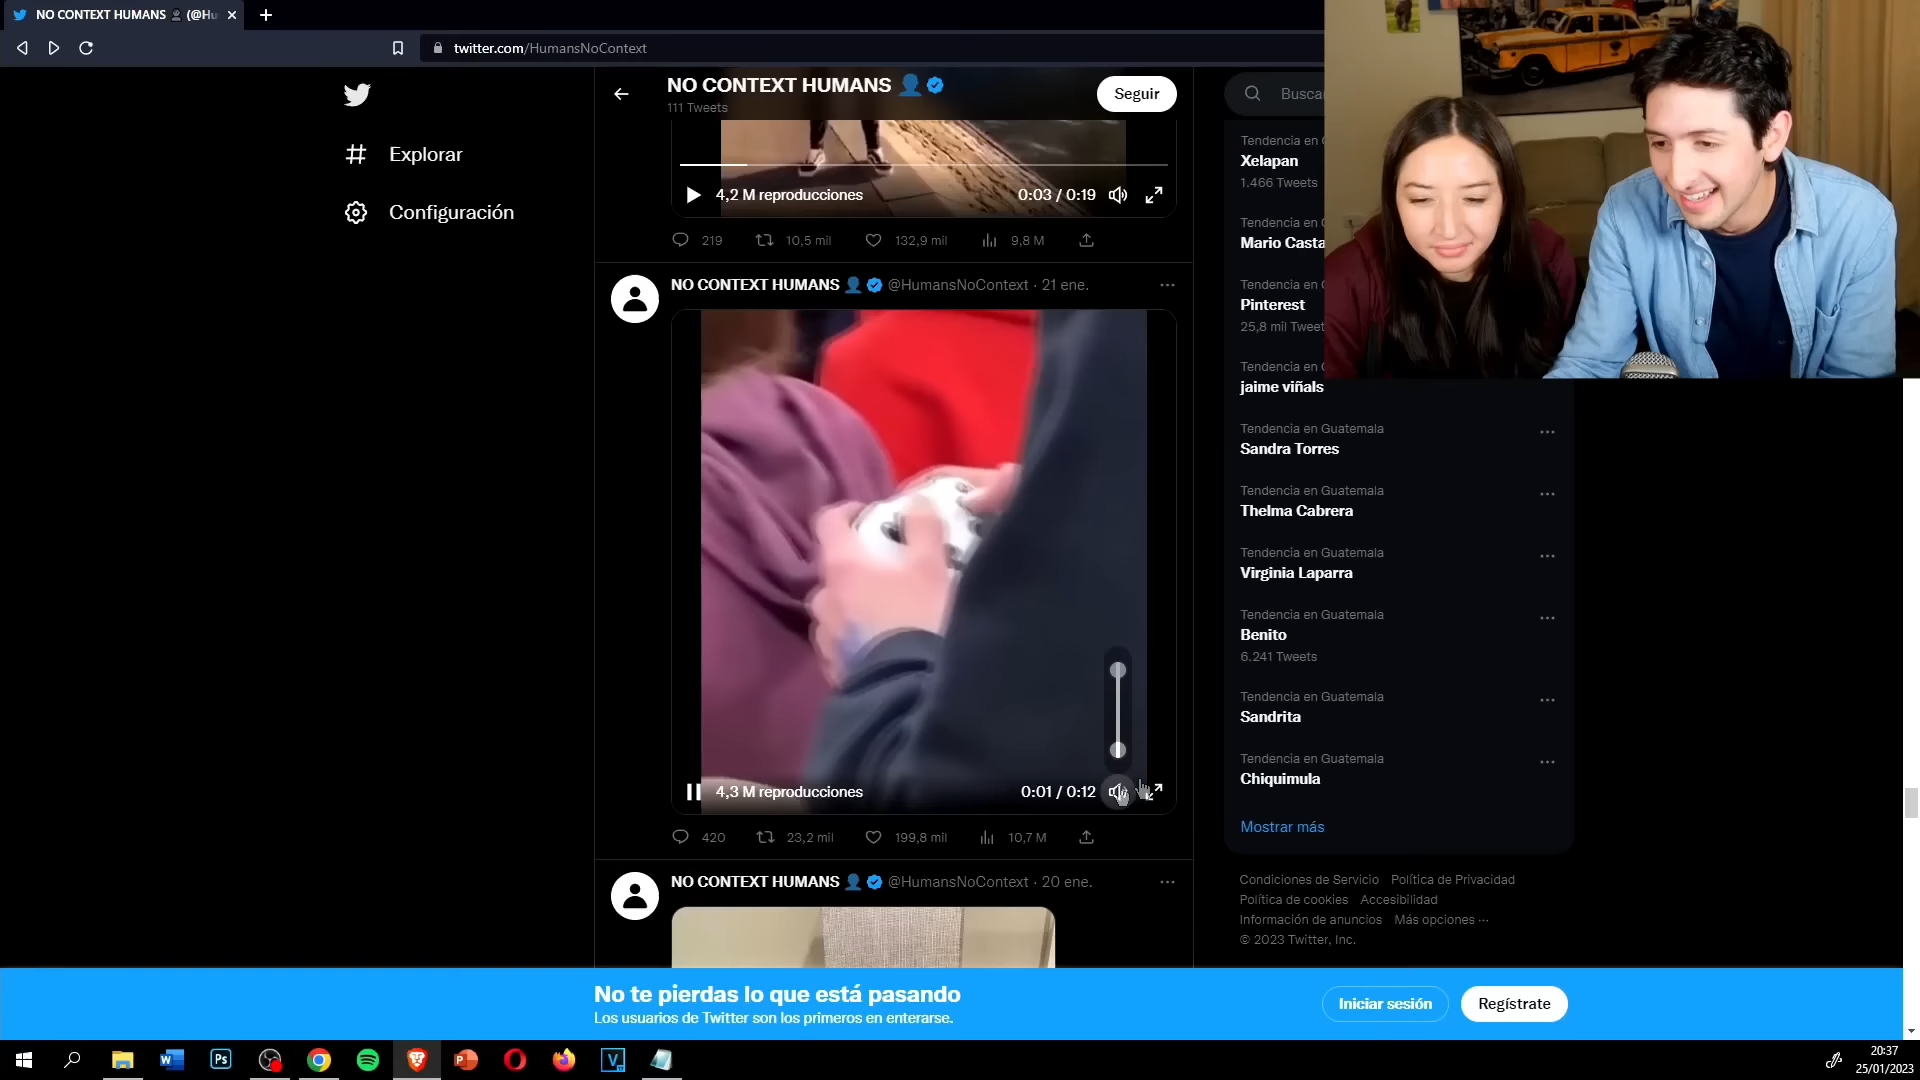 NO CONTEXT HUMANS
twitter.com/HumansNoContext
Explorar
Configuración
NO CONTEXT HUMANS
111 Tweets
Seguir
4,2 M reproducciones
0:03 / 0:19
219
10,5 mil
132,9 mil
9,8 M
NO CONTEXT HUMANS @HumansNoContext · 21 ene.
4,3 M reproducciones
0:01 / 0:12
420
23,2 mil
199,8 mil
10,7 M
NO CONTEXT HUMANS @HumansNoContext · 20 ene.
Tendencia en
Xelapan
1.466 Tweets
Tendencia en
Mario Casta
Tendencia en
Pinterest
25,8 mil Tweet
Tendencia en
jaime viñals
Tendencia en Guatemala
Sandra Torres
Tendencia en Guatemala
Thelma Cabrera
Tendencia en Guatemala
Virginia Laparra
Tendencia en Guatemala
Benito
6.241 Tweets
Tendencia en Guatemala
Sandrita
Tendencia en Guatemala
Chiquimula
Mostrar más
Condiciones de Servicio Política de Privacidad
Política de cookies Accesibilidad
Información de anuncios Más opciones ···
© 2023 Twitter, Inc.
No te pierdas lo que está pasando
Los usuarios de Twitter son los primeros en enterarse.
Iniciar sesión
Regístrate
20:37
25/01/2023